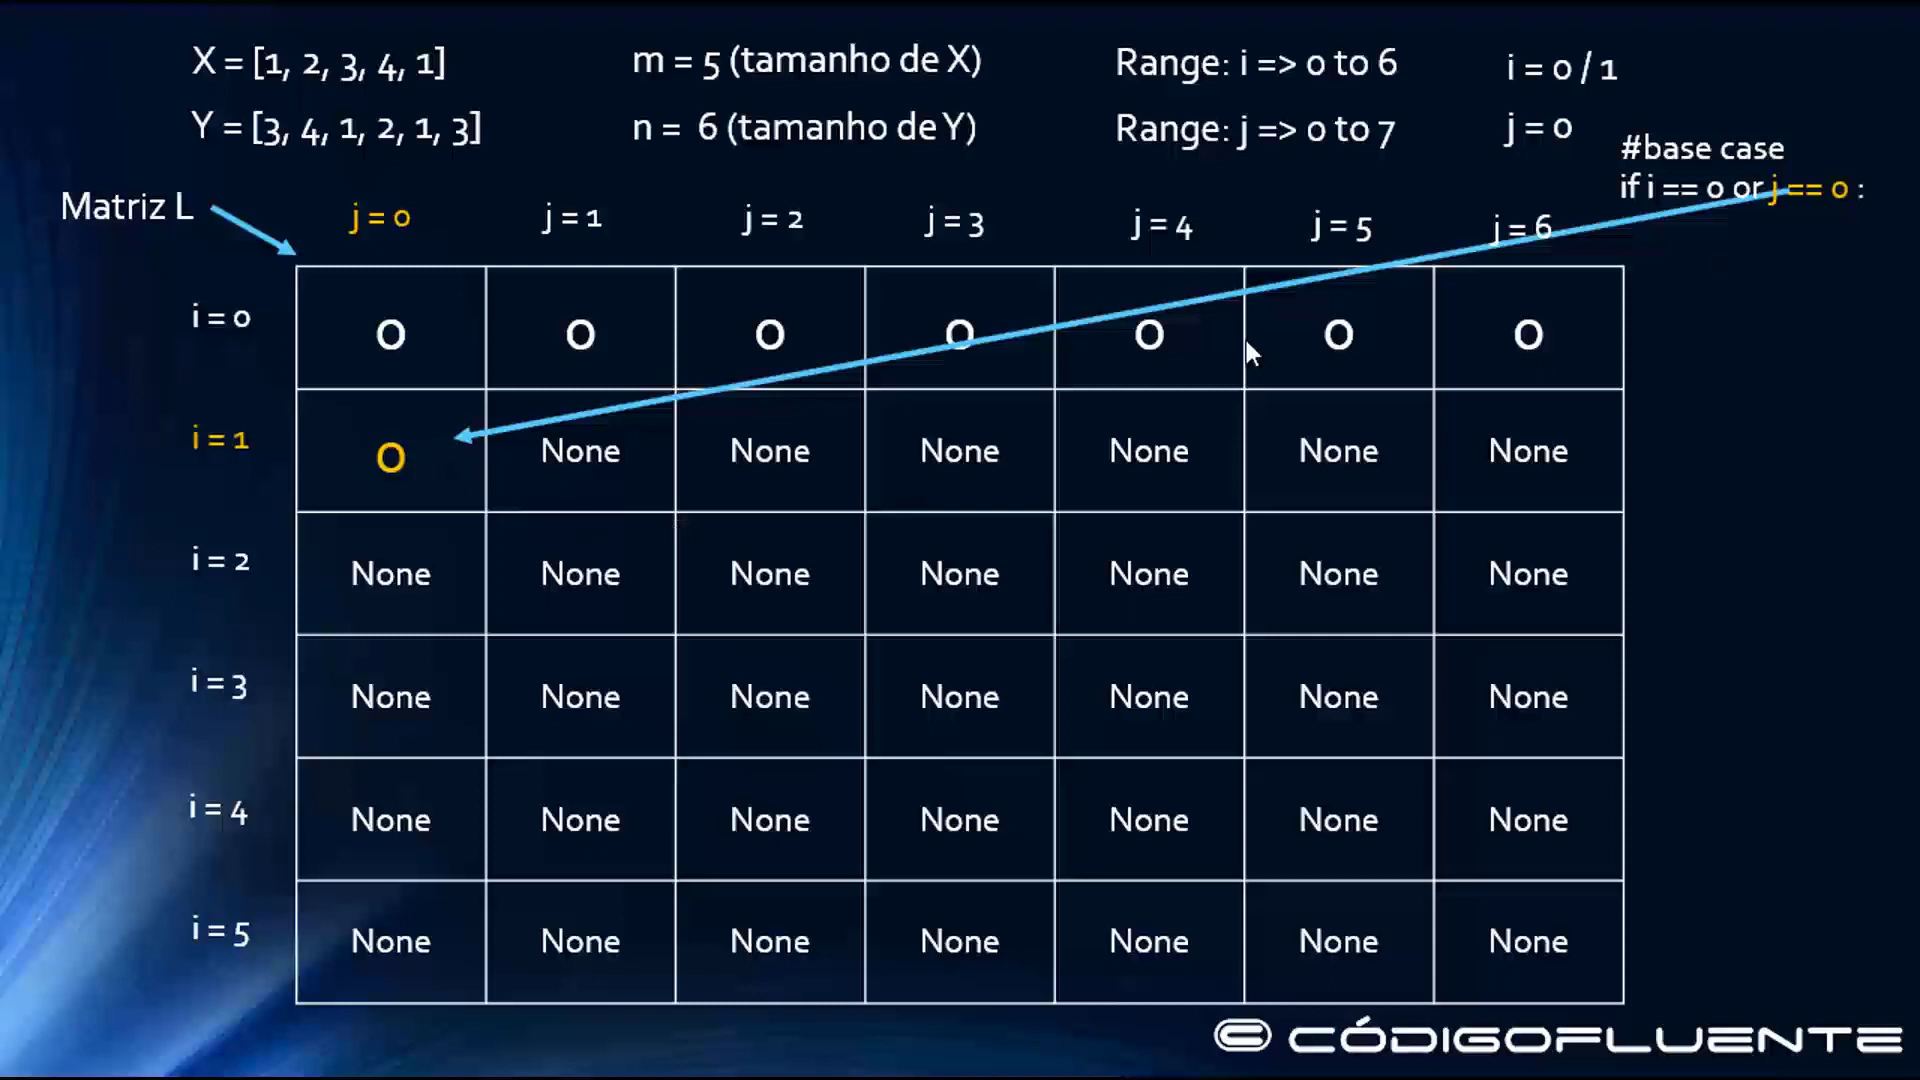 X = [1, 2, 3, 4, 1] m = 5 (tamanho de X) Range: i => 0 to 6 i = 0 / 1
Y = [3, 4, 1, 2, 1, 3] n = 6 (tamanho de Y) Range: j => 0 to 7 j = 0
#base case
if i == 0 or j == 0 :
Matriz L
j = 0 j = 1 j = 2 j = 3 j = 4 j = 5 j = 6
i = 0 0 0 0 0 0 0 0
i = 1 0 None None None None None None
i = 2 None None None None None None None
i = 3 None None None None None None None
i = 4 None None None None None None None
i = 5 None None None None None None None
CÓDIGOFLUENTE